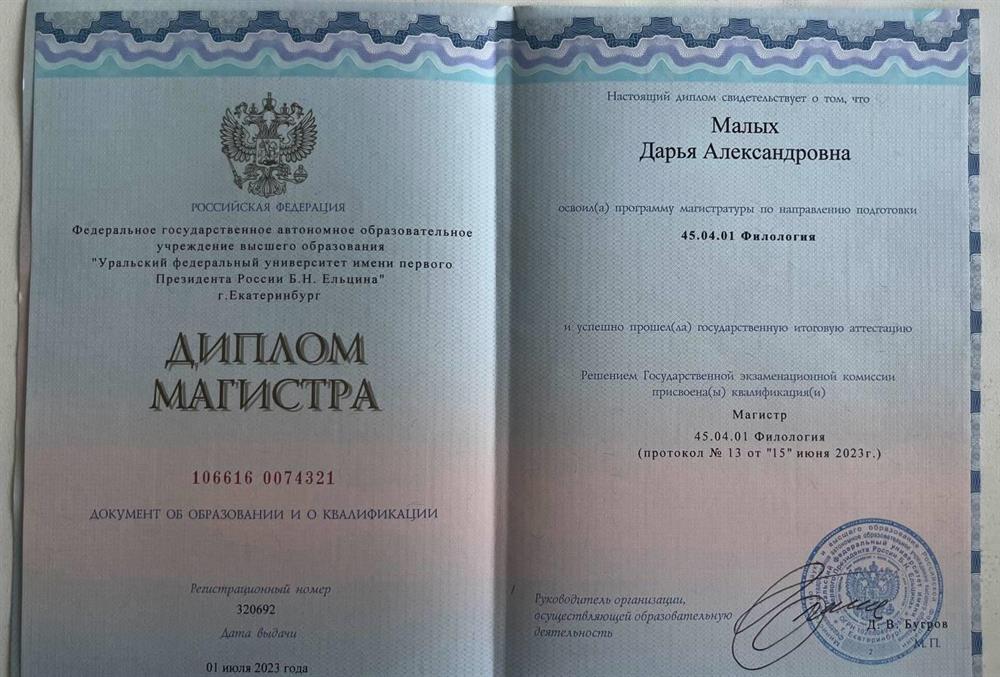 РОССИЙСКАЯ ФЕДЕРАЦИЯ
Федеральное государственное автономное образовательное
учреждение высшего образования
"Уральский федеральный университет имени первого
Президента России Б.Н. Ельцина"
г.Екатеринбург
ДИПЛОМ
МАГИСТРА
106616 0074321
ДОКУМЕНТ ОБ ОБРАЗОВАНИИ И О КВАЛИФИКАЦИИ
Регистрационный номер
320692
Дата выдачи
01 июля 2023 года
Настоящий диплом свидетельствует о том, что
Малых
Дарья Александровна
освоил(а) программу магистратуры по направлению подготовки
45.04.01 Филология
и успешно прошел(ла) государственную итоговую аттестацию
Решением Государственной экзаменационной комиссии
присвоена(ы) квалификация(и)
Магистр
45.04.01 Филология
(протокол № 13 от "15" июня 2023г.)
Руководитель организации,
осуществляющей образовательную
деятельность
Д. В. Бугров
М. П.